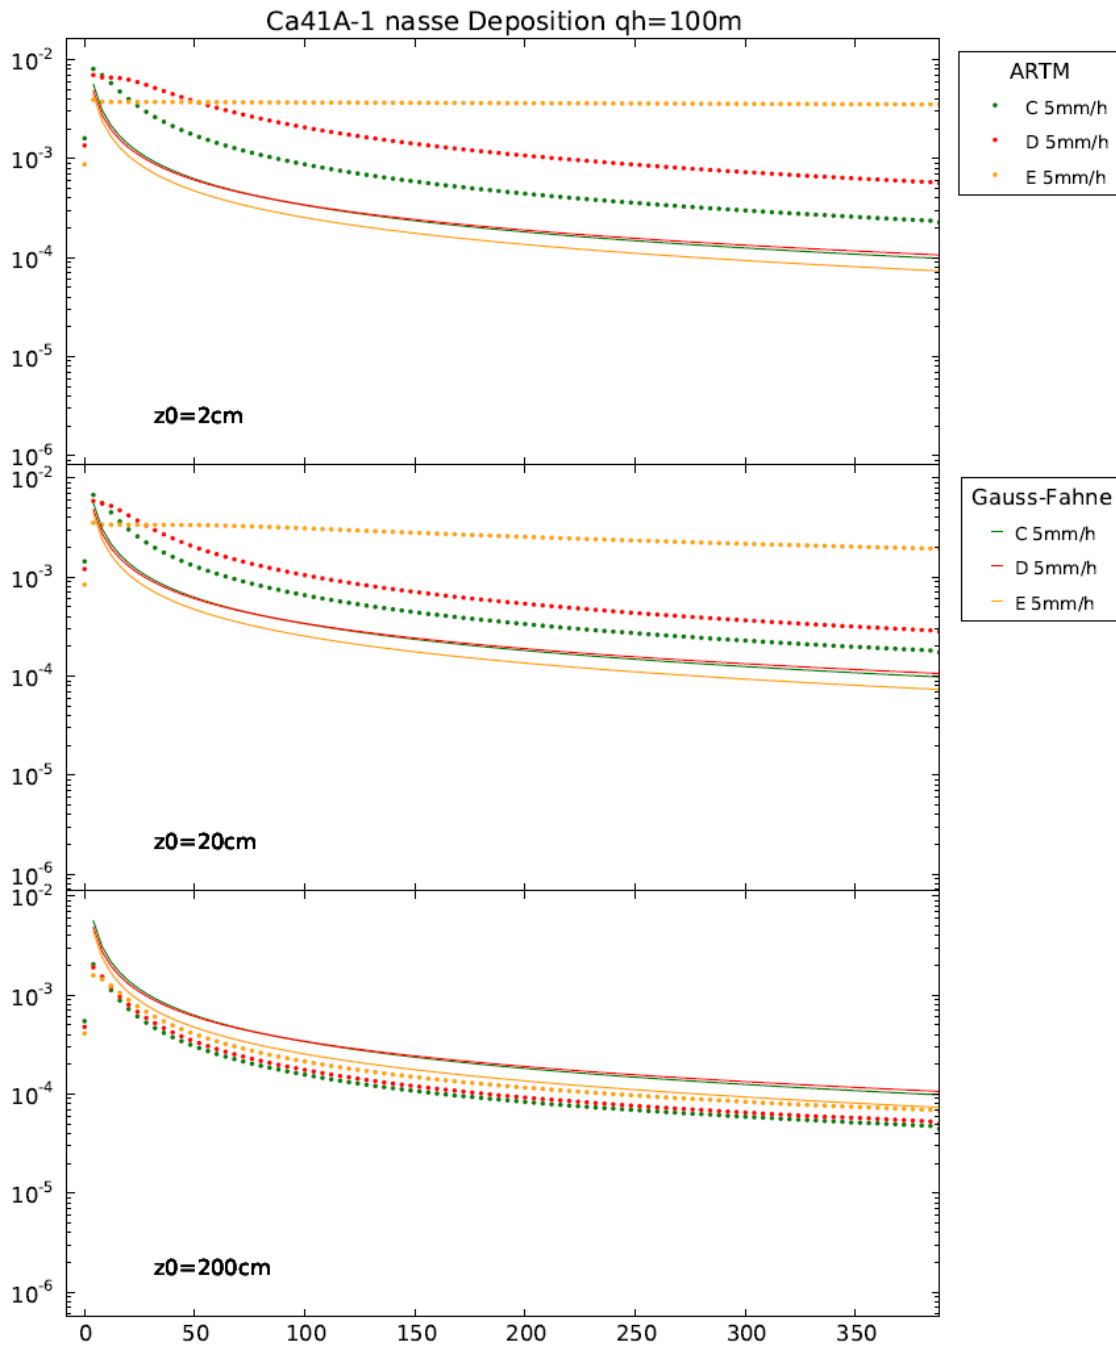 Ca41A-1 nasse Deposition qh=100m
10^-2
10^-3
10^-4
10^-5
10^-6
z0=2cm
ARTM
C 5mm/h
D 5mm/h
E 5mm/h
10^-2
10^-3
10^-4
10^-5
10^-6
z0=20cm
Gauss-Fahne
C 5mm/h
D 5mm/h
E 5mm/h
10^-2
10^-3
10^-4
10^-5
10^-6
z0=200cm
0 50 100 150 200 250 300 350